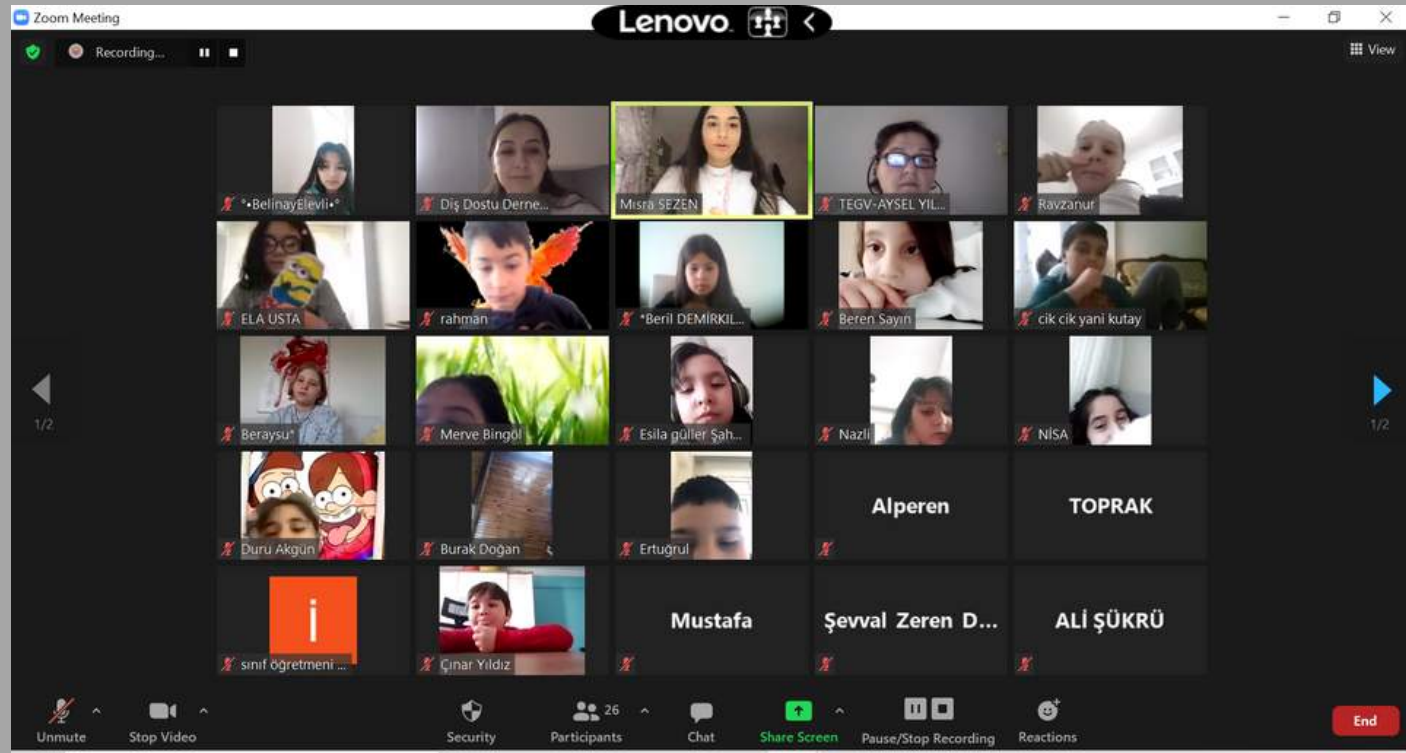 Zoom Meeting
Lenovo
Recording...
View
°•BelinayElevli•°
Diş Dostu Derne...
Mısra SEZEN
TEGV-AYSEL YIL...
Ravzanur
ELA USTA
rahman
*Beril DEMİRKIL...
Beren Sayın
cik cik yani kutay
1/2
Beraysu*
Merve Bingöl
Esila güller Şah...
Nazli
NİSA
1/2
Duru Akgün
Burak Doğan
Ertuğrul
Alperen
TOPRAK
i
sınıf öğretmeni ...
Çınar Yıldız
Mustafa
Şevval Zeren D...
ALİ ŞÜKRÜ
Unmute
Stop Video
Security
26
Participants
Chat
Share Screen
Pause/Stop Recording
Reactions
End